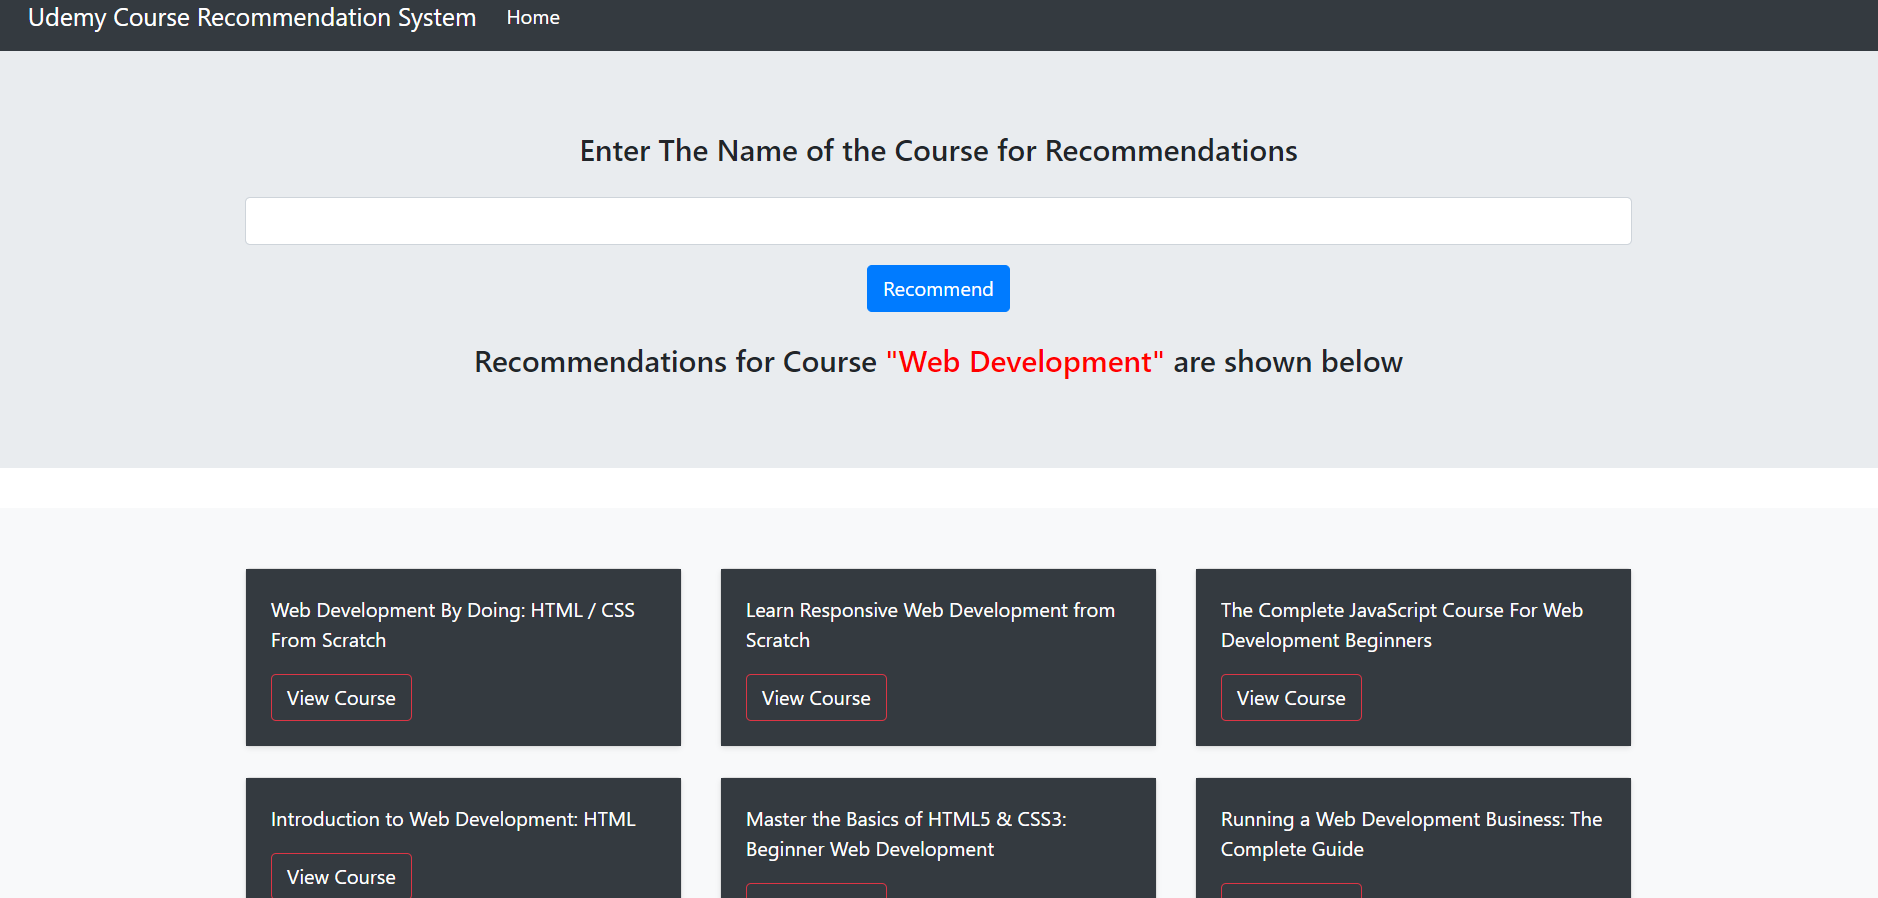 Udemy Course Recommendation System Home
Enter The Name of the Course for Recommendations
Recommend
Recommendations for Course "Web Development" are shown below
Web Development By Doing: HTML / CSS
From Scratch
View Course
Learn Responsive Web Development from
Scratch
View Course
The Complete JavaScript Course For Web
Development Beginners
View Course
Introduction to Web Development: HTML
View Course
Master the Basics of HTML5 & CSS3:
Beginner Web Development
Running a Web Development Business: The
Complete Guide